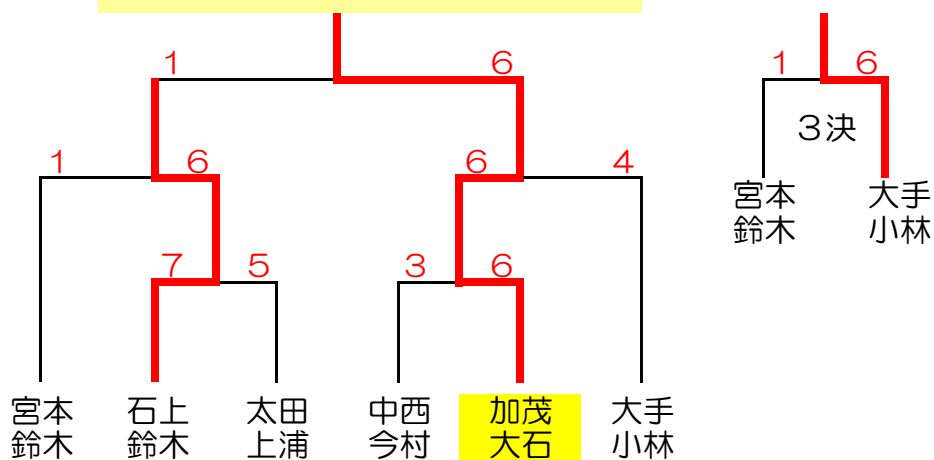 1 6 1 6
3決
1 6 6 4
宮本 大手
鈴木 小林
7 5 3 6
宮本 石上 太田 中西 加茂 大手
鈴木 鈴木 上浦 今村 大石 小林